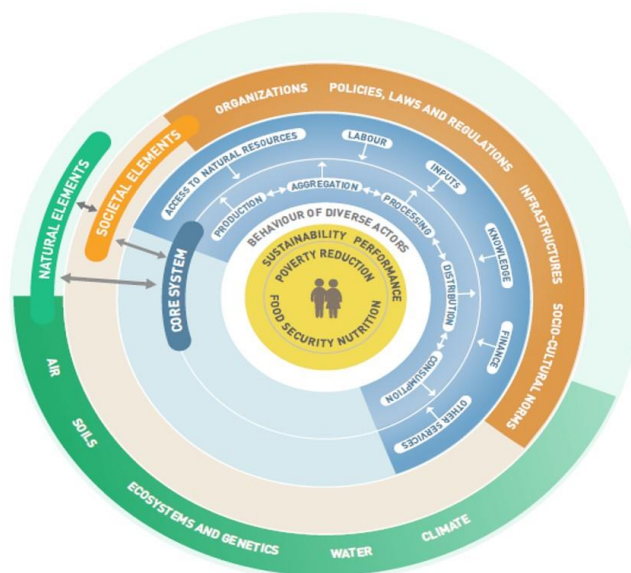 ORGANIZATIONS
POLICIES, LAWS AND REGULATIONS
INFRASTRUCTURES
SOCIO-CULTURAL NORMS
NATURAL ELEMENTS
SOCIETAL ELEMENTS
CORE SYSTEM
ACCESS TO NATURAL RESOURCES
LABOUR
INPUTS
KNOWLEDGE
FINANCE
OTHER SERVICES
PRODUCTION
AGGREGATION
PROCESSING
DISTRIBUTION
CONSUMPTION
BEHAVIOUR OF DIVERSE ACTORS
SUSTAINABILITY PERFORMANCE
POVERTY REDUCTION
FOOD SECURITY NUTRITION
AIR
SOILS
ECOSYSTEMS AND GENETICS
WATER
CLIMATE